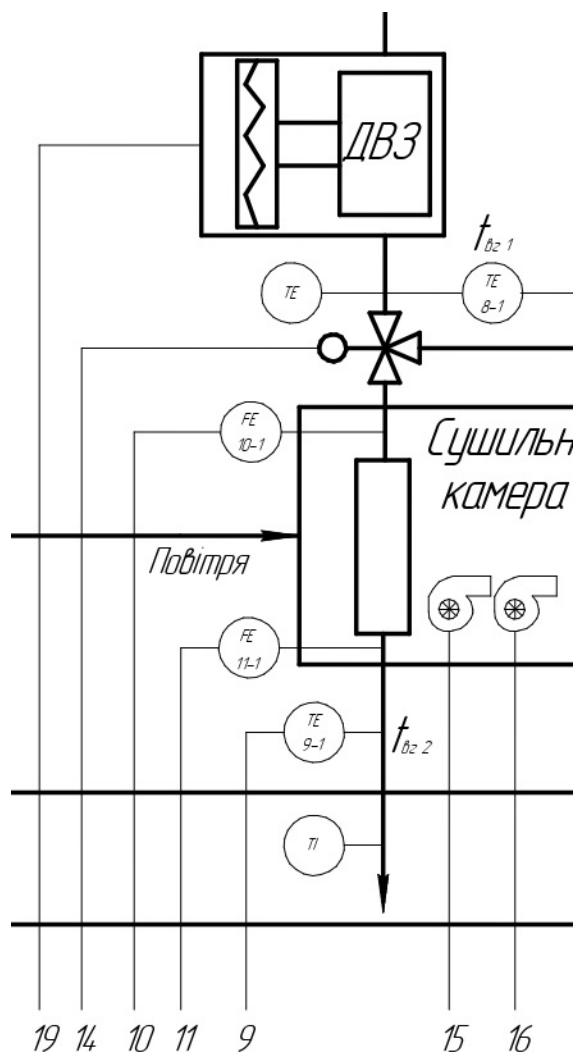 ДВЗ
tвг 1
TE
TE
8-1
FE
10-1
Сушильн
камера
Повітря
FE
11-1
TE
9-1
tвг 2
TI
19 14 10 11 9 15 16